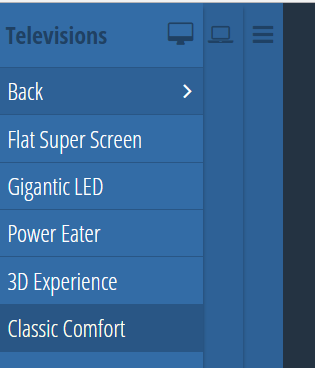 Televisions
Back
Flat Super Screen
Gigantic LED
Power Eater
3D Experience
Classic Comfort